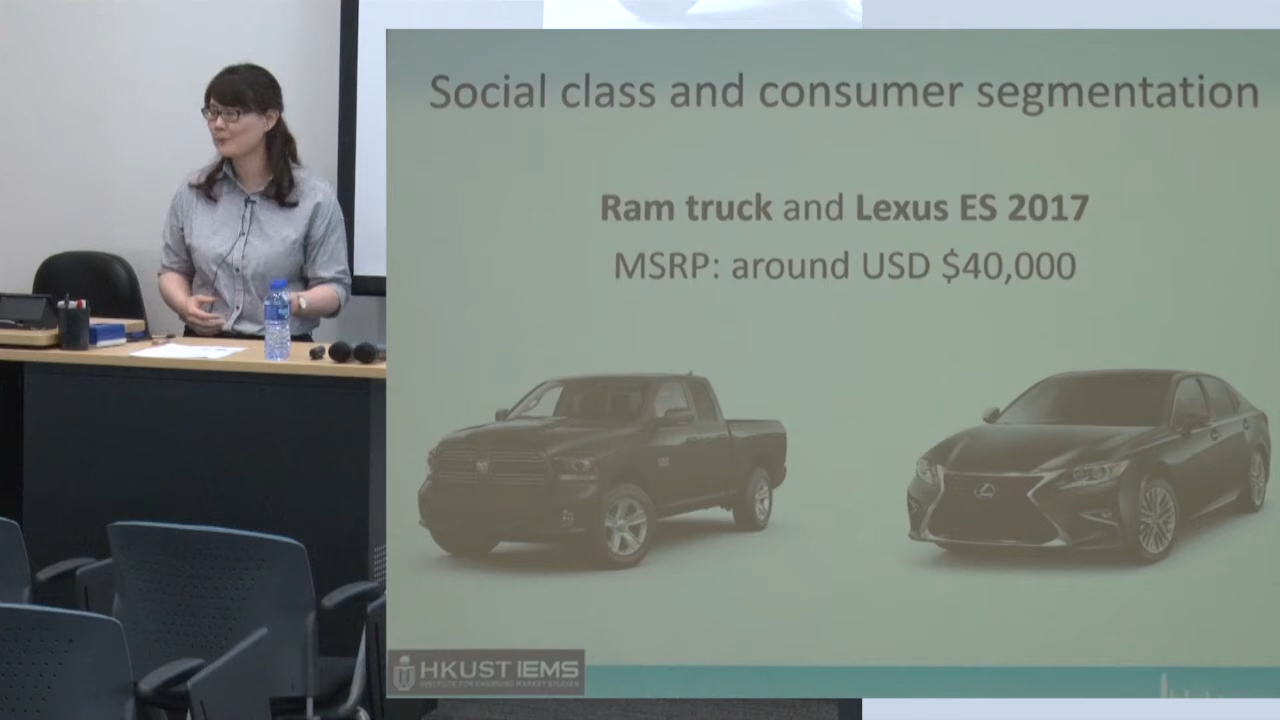 Social class and consumer segmentation
Ram truck and Lexus ES 2017
MSRP: around USD $40,000
HKUST IEMS
INSTITUTE FOR EMERGING MARKET STUDIES